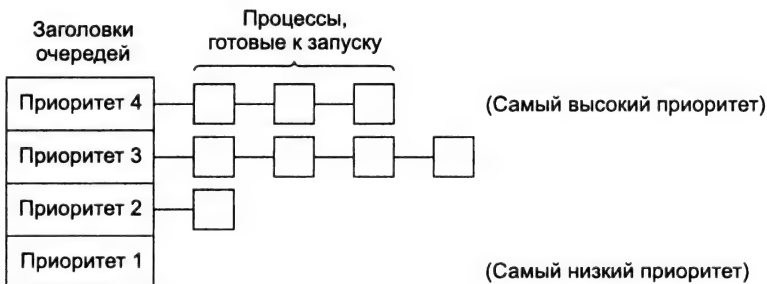 Заголовки
очередей
Процессы,
готовые к запуску
Приоритет 4
(Самый высокий приоритет)
Приоритет 3
Приоритет 2
Приоритет 1
(Самый низкий приоритет)